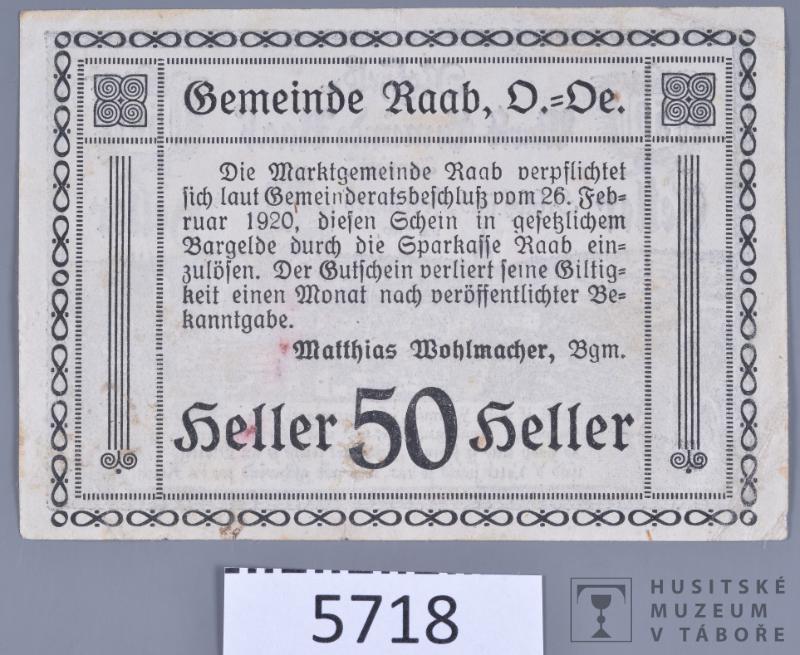 Gemeinde Raab, O.=Oe.
Die Marktgemeinde Raab verpflichtet
sich laut Gemeinderatsbeschluß vom 26. Feb=
ruar 1920, diesen Schein in gesetzlichem
Bargelde durch die Sparkasse Raab ein=
zulösen. Der Gutschein verliert seine Giltig=
keit einen Monat nach veröffentlichter Be=
kanntgabe.
Matthias Wohlmacher, Bgm.
Heller 50 Heller
5718
HUSITSKÉ
MUZEUM
V TÁBOŘE